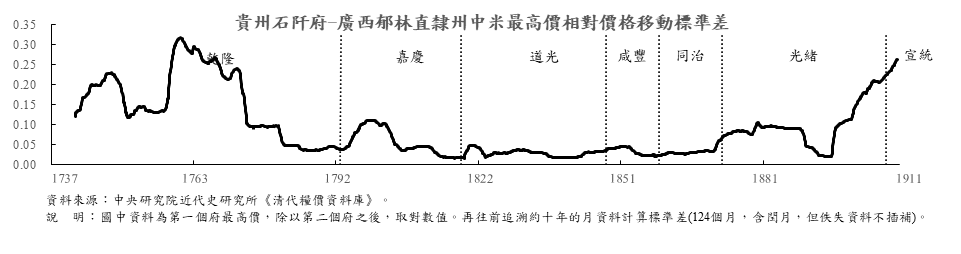 貴州石阡府-廣西郁林直隸州中米最高價相對價格移動標準差
0.35
0.30
0.25
0.20
0.15
0.10
0.05
0.00
乾隆
嘉慶
道光
咸豐
同治
光緒
宣統
1737
1763
1792
1822
1851
1881
1911
資料來源：中央研究院近代史研究所《清代糧價資料庫》。
說　明：圖中資料為第一個府最高價，除以第二個府之後，取對數值。再往前追溯約十年的月資料計算標準差(124個月，含閏月，但佚失資料不插補)。